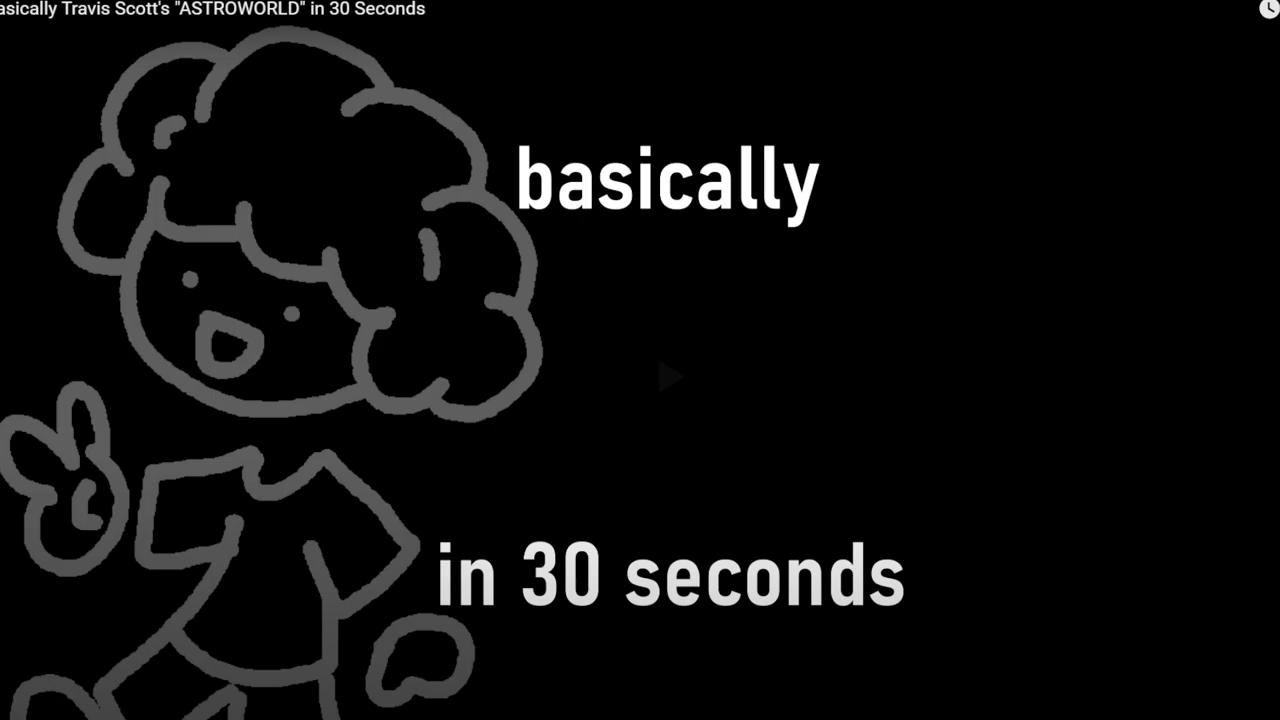 asically Travis Scott's "ASTROWORLD" in 30 Seconds
basically
in 30 seconds